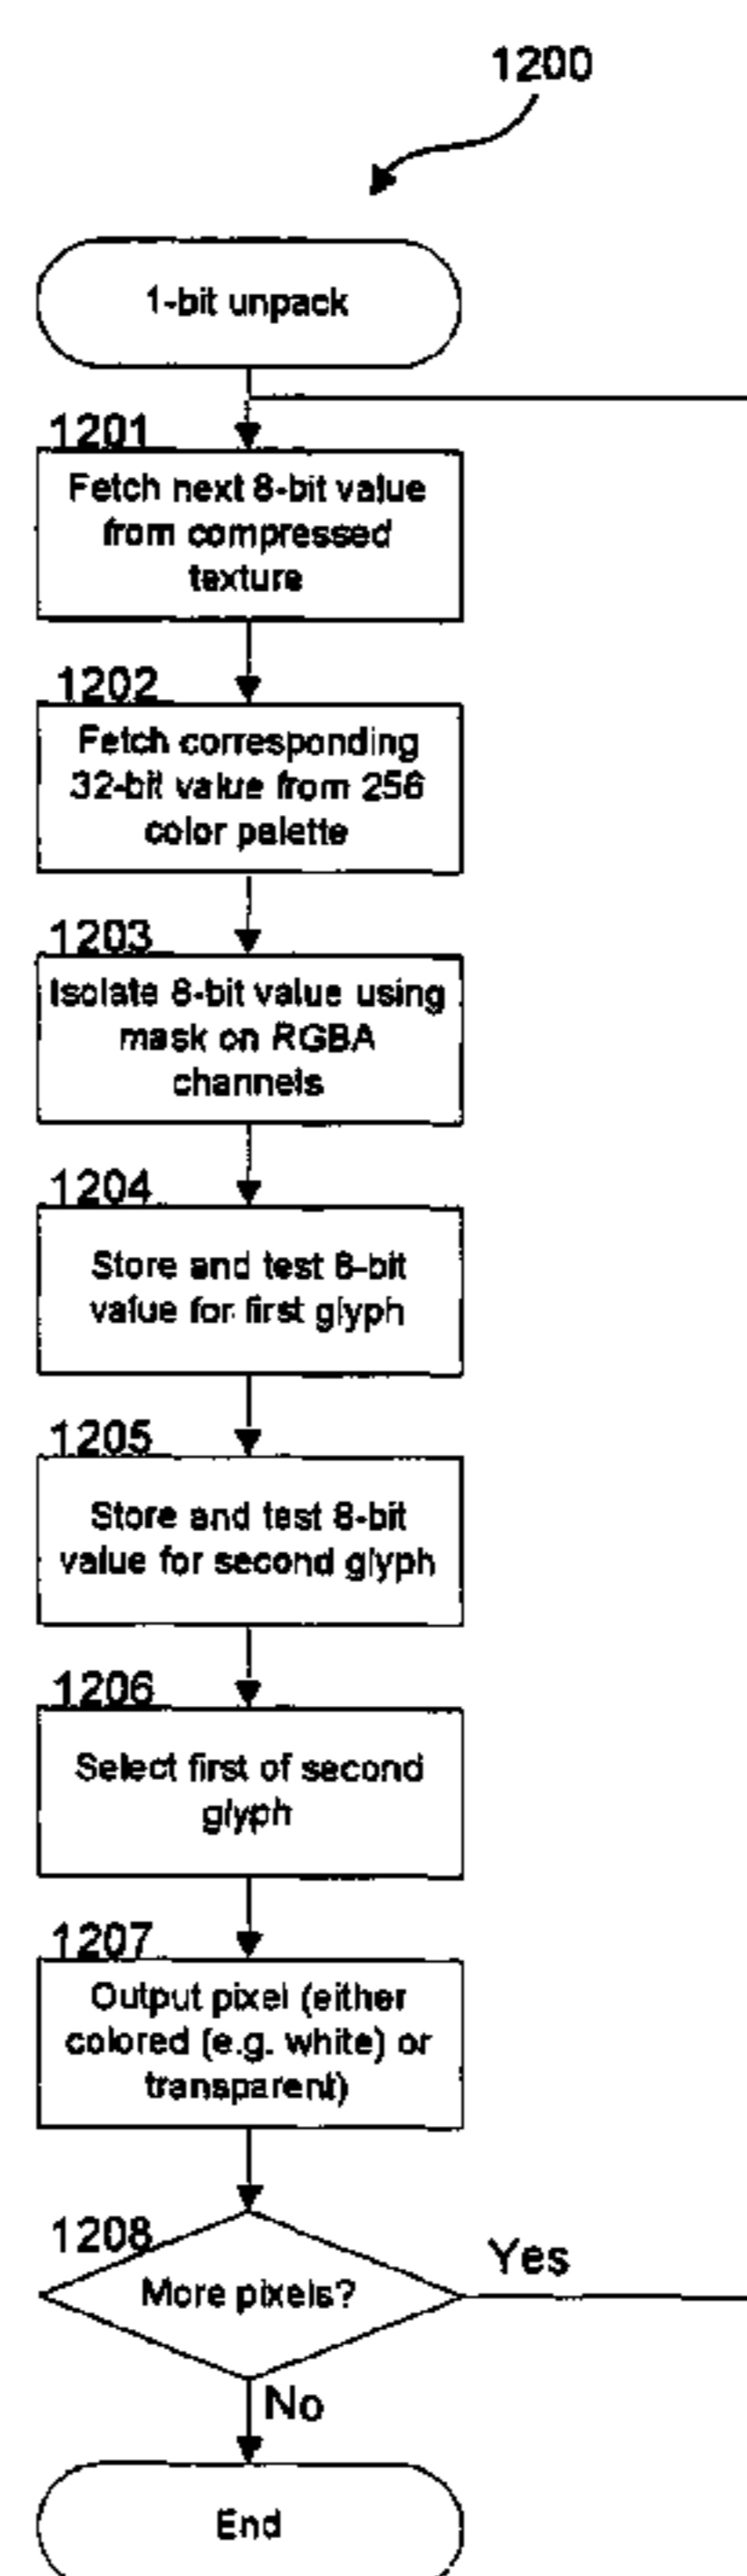 1200
1-bit unpack
1201
Fetch next 8-bit value
from compressed
texture
1202
Fetch corresponding
32-bit value from 256
color palette
1203
Isolate 8-bit value using
mask on RGBA
channels
1204
Store and test 8-bit
value for first glyph
1205
Store and test 8-bit
value for second glyph
1206
Select first of second
glyph
1207
Output pixel (either
colored (e.g. white) or
transparent)
1208
More pixels?
Yes
No
End